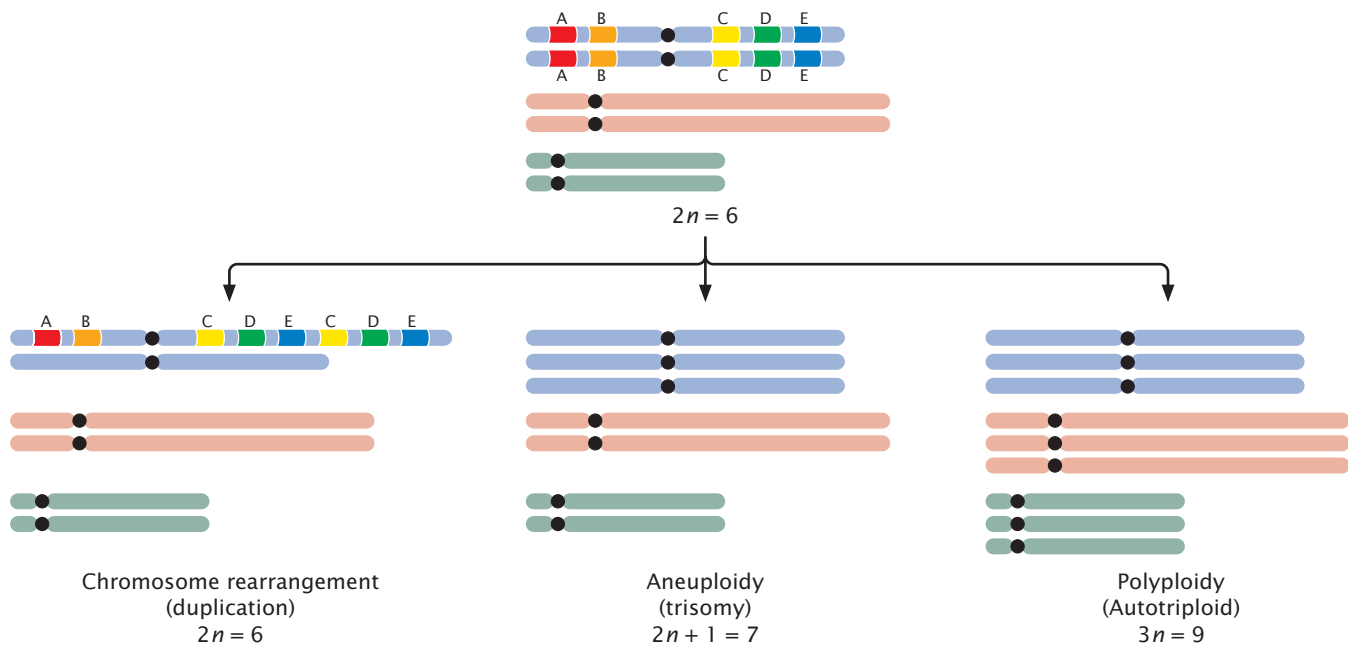 A B C D E
A B C D E
2n = 6
A B C D E C D E
Chromosome rearrangement
(duplication)
2n = 6
Aneuploidy
(trisomy)
2n + 1 = 7
Polyploidy
(Autotriploid)
3n = 9